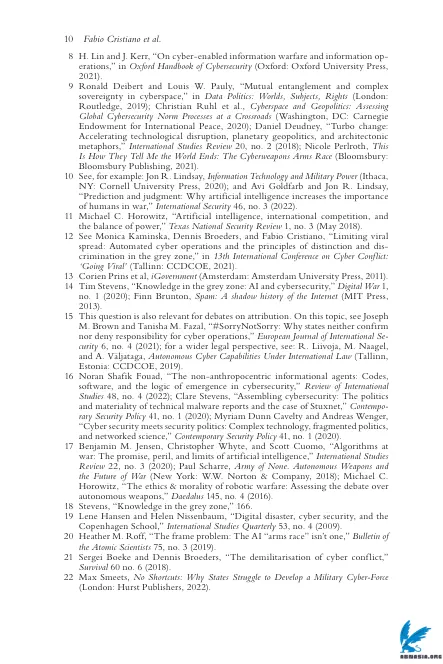 10 Fabio Cristiano et al.
8 H. Lin and J. Kerr, “On cyber-enabled information warfare and information op-
erations,” in Oxford Handbook of Cybersecurity (Oxford: Oxford University Press,
2021).
9 Ronald Deibert and Louis W. Pauly, “Mutual entanglement and complex
sovereignty in cyberspace,” in Data Politics: Worlds, Subjects, Rights (London:
Routledge, 2019); Christian Ruhl et al., Cyberspace and Geopolitics: Assessing
Global Cybersecurity Norm Processes at a Crossroads (Washington, DC: Carnegie
Endowment for International Peace, 2020); Daniel Deudney, “Turbo change:
Accelerating technological disruption, planetary geopolitics, and architectonic
metaphors,” International Studies Review 20, no. 2 (2018); Nicole Perlroth, This
Is How They Tell Me the World Ends: The Cyberweapons Arms Race (Bloomsbury:
Bloomsbury Publishing, 2021).
10 See, for example: Jon R. Lindsay, Information Technology and Military Power (Ithaca,
NY: Cornell University Press, 2020); and Avi Goldfarb and Jon R. Lindsay,
“Prediction and judgment: Why artificial intelligence increases the importance
of humans in war,” International Security 46, no. 3 (2022).
11 Michael C. Horowitz, “Artificial intelligence, international competition, and
the balance of power,” Texas National Security Review 1, no. 3 (May 2018).
12 See Monica Kaminska, Dennis Broeders, and Fabio Cristiano, “Limiting viral
spread: Automated cyber operations and the principles of distinction and dis-
crimination in the grey zone,” in 13th International Conference on Cyber Conflict:
‘Going Viral’ (Tallinn: CCDCOE, 2021).
13 Corien Prins et al, iGovernment (Amsterdam: Amsterdam University Press, 2011).
14 Tim Stevens, “Knowledge in the grey zone: AI and cybersecurity,” Digital War 1,
no. 1 (2020); Finn Brunton, Spam: A shadow history of the Internet (MIT Press,
2013).
15 This question is also relevant for debates on attribution. On this topic, see Joseph
M. Brown and Tanisha M. Fazal, “#SorryNotSorry: Why states neither confirm
nor deny responsibility for cyber operations,” European Journal of International Se-
curity 6, no. 4 (2021); for a wider legal perspective, see: R. Liivoja, M. Naagel,
and A. Väljataga, Autonomous Cyber Capabilities Under International Law (Tallinn,
Estonia: CCDCOE, 2019).
16 Noran Shafik Fouad, “The non-anthropocentric informational agents: Codes,
software, and the logic of emergence in cybersecurity,” Review of International
Studies 48, no. 4 (2022); Clare Stevens, “Assembling cybersecurity: The politics
and materiality of technical malware reports and the case of Stuxnet,” Contempo-
rary Security Policy 41, no. 1 (2020); Myriam Dunn Cavelty and Andreas Wenger,
“Cyber security meets security politics: Complex technology, fragmented politics,
and networked science,” Contemporary Security Policy 41, no. 1 (2020).
17 Benjamin M. Jensen, Christopher Whyte, and Scott Cuomo, “Algorithms at
war: The promise, peril, and limits of artificial intelligence,” International Studies
Review 22, no. 3 (2020); Paul Scharre, Army of None. Autonomous Weapons and
the Future of War (New York: W.W. Norton & Company, 2018); Michael C.
Horowitz, “The ethics & morality of robotic warfare: Assessing the debate over
autonomous weapons,” Daedalus 145, no. 4 (2016).
18 Stevens, “Knowledge in the grey zone,” 166.
19 Lene Hansen and Helen Nissenbaum, “Digital disaster, cyber security, and the
Copenhagen School,” International Studies Quarterly 53, no. 4 (2009).
20 Heather M. Roff, “The frame problem: The AI “arms race” isn’t one,” Bulletin of
the Atomic Scientists 75, no. 3 (2019).
21 Sergei Boeke and Dennis Broeders, “The demilitarisation of cyber conflict,”
Survival 60 no. 6 (2018).
22 Max Smeets, No Shortcuts: Why States Struggle to Develop a Military Cyber-Force
(London: Hurst Publishers, 2022).